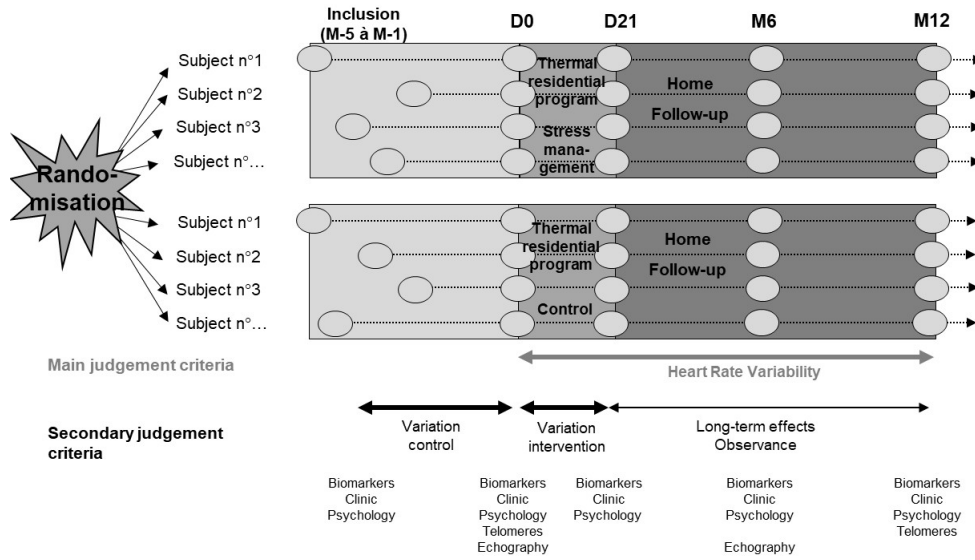 Inclusion
(M-5 à M-1)
D0
D21
M6
M12
Rando-
misation
Subject n°1
Subject n°2
Subject n°3
Subject n°…
Thermal
residential
program
Stress
mana-
gement
Home
Follow-up
Subject n°1
Subject n°2
Subject n°3
Subject n°…
Thermal
residential
program
Control
Home
Follow-up
Main judgement criteria
Heart Rate Variability
Secondary judgement
criteria
Variation
control
Variation
intervention
Long-term effects
Observance
Biomarkers
Clinic
Psychology
Biomarkers
Clinic
Psychology
Telomeres
Echography
Biomarkers
Clinic
Psychology
Biomarkers
Clinic
Psychology
Echography
Biomarkers
Clinic
Psychology
Telomeres